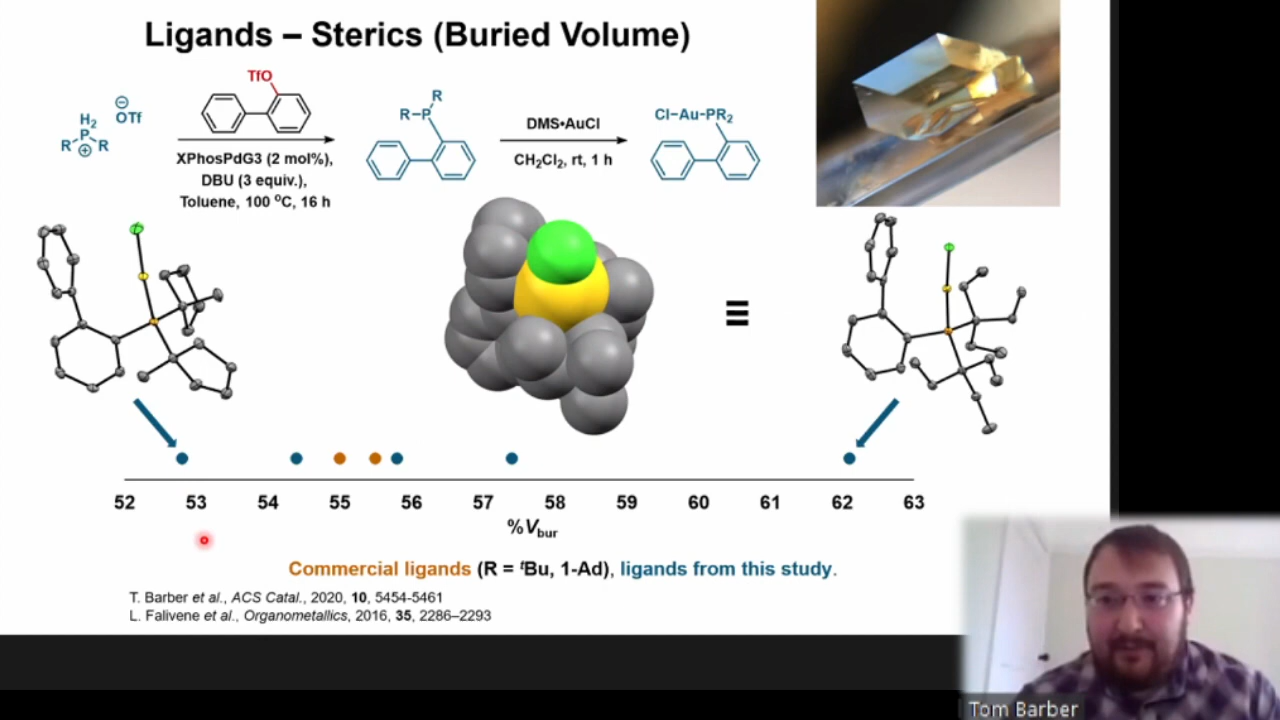 Ligands – Sterics (Buried Volume)
TfO
H₂
P
R R
⊕
⊖
OTf
XPhosPdG3 (2 mol%),
DBU (3 equiv.),
Toluene, 100 °C, 16 h
R
R–P
DMS•AuCl
CH₂Cl₂, rt, 1 h
Cl–Au–PR₂
≡
52 53 54 55 56 57 58 59 60 61 62 63
%V_bur
Commercial ligands (R = ᵗBu, 1-Ad), ligands from this study.
T. Barber et al., ACS Catal., 2020, 10, 5454-5461
L. Falivene et al., Organometallics, 2016, 35, 2286–2293
Tom Barber